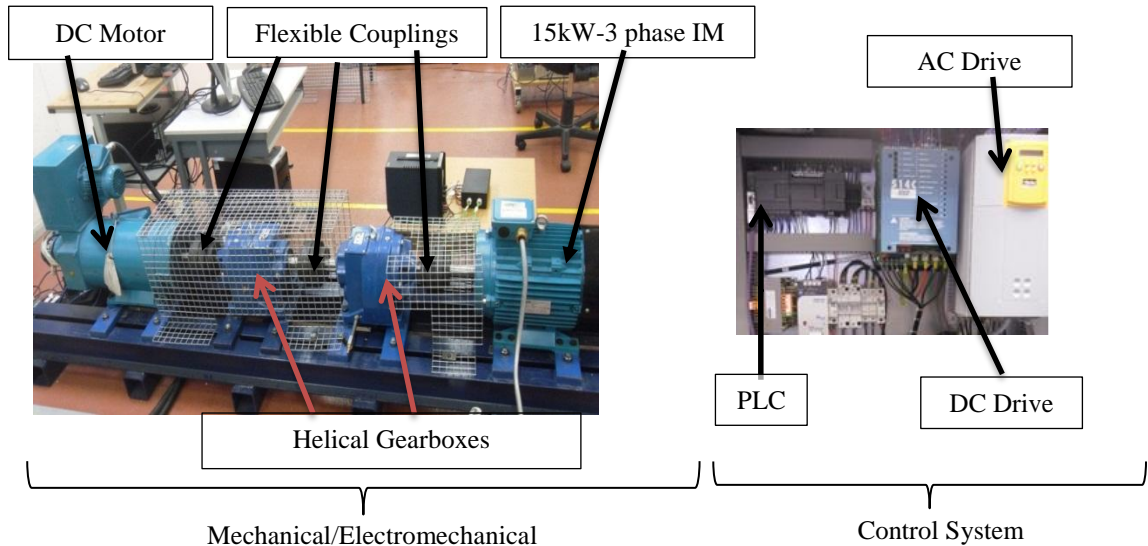 DC Motor
Flexible Couplings
15kW-3 phase IM
AC Drive
PLC
DC Drive
Helical Gearboxes
Mechanical/Electromechanical
Control System